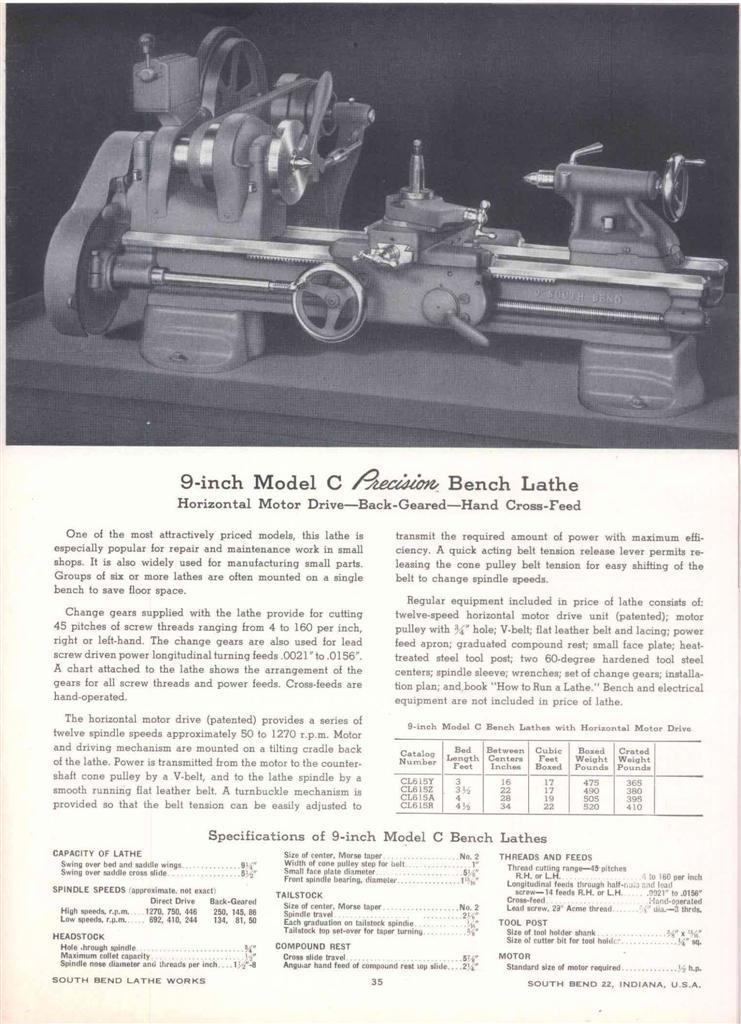 9" SOUTH BEND
9-inch Model C Precision Bench Lathe
Horizontal Motor Drive—Back-Geared—Hand Cross-Feed
One of the most attractively priced models, this lathe is
especially popular for repair and maintenance work in small
shops. It is also widely used for manufacturing small parts.
Groups of six or more lathes are often mounted on a single
bench to save floor space.
Change gears supplied with the lathe provide for cutting
45 pitches of screw threads ranging from 4 to 160 per inch,
right or left-hand. The change gears are also used for lead
screw driven power longitudinal turning feeds .0021" to .0156".
A chart attached to the lathe shows the arrangement of the
gears for all screw threads and power feeds. Cross-feeds are
hand-operated.
The horizontal motor drive (patented) provides a series of
twelve spindle speeds approximately 50 to 1270 r.p.m. Motor
and driving mechanism are mounted on a tilting cradle back
of the lathe. Power is transmitted from the motor to the counter-
shaft cone pulley by a V-belt, and to the lathe spindle by a
smooth running flat leather belt. A turnbuckle mechanism is
provided so that the belt tension can be easily adjusted to
transmit the required amount of power with maximum effi-
ciency. A quick acting belt tension release lever permits re-
leasing the cone pulley belt tension for easy shifting of the
belt to change spindle speeds.
Regular equipment included in price of lathe consists of:
twelve-speed horizontal motor drive unit (patented); motor
pulley with ¾" hole; V-belt; flat leather belt and lacing; power
feed apron; graduated compound rest; small face plate; heat-
treated steel tool post; two 60-degree hardened tool steel
centers; spindle sleeve; wrenches; set of change gears; installa-
tion plan; and book "How to Run a Lathe." Bench and electrical
equipment are not included in price of lathe.
9-inch Model C Bench Lathes with Horizontal Motor Drive
Catalog Number Bed Length Feet Between Centers Inches Cubic Feet Boxed Boxed Weight Pounds Crated Weight Pounds
CL615Y 3 16 17 475 365
CL615Z 3½ 22 17 490 380
CL615A 4 28 19 505 395
CL615R 4½ 34 22 520 410
Specifications of 9-inch Model C Bench Lathes
CAPACITY OF LATHE
Swing over bed and saddle wings 9¼"
Swing over saddle cross slide 5½"
SPINDLE SPEEDS (approximate, not exact)
Direct Drive Back-Geared
High speeds, r.p.m. 1270, 750, 446 250, 145, 86
Low speeds, r.p.m. 692, 410, 244 134, 81, 50
HEADSTOCK
Hole through spindle ¾"
Maximum collet capacity ½"
Spindle nose diameter and threads per inch 1½"-8
Size of center, Morse taper No. 2
Width of cone pulley step for belt 1"
Small face plate diameter
Front spindle bearing, diameter
TAILSTOCK
Size of center, Morse taper No. 2
Spindle travel
Each graduation on tailstock spindle
Tailstock top set-over for taper turning
COMPOUND REST
Cross slide travel
Angular hand feed of compound rest top slide
THREADS AND FEEDS
Thread cutting range—45 pitches
R.H. or L.H. 4 to 160 per inch
Longitudinal feeds through half-nuts and lead
screw—14 feeds R.H. or L.H. .0021" to .0156"
Cross-feed Hand-operated
Lead screw, 29° Acme thread ¾" dia.—8 thrds.
TOOL POST
Size of tool holder shank
Size of cutter bit for tool holder ¼" sq.
MOTOR
Standard size of motor required ½ h.p.
SOUTH BEND LATHE WORKS
35
SOUTH BEND 22, INDIANA, U.S.A.